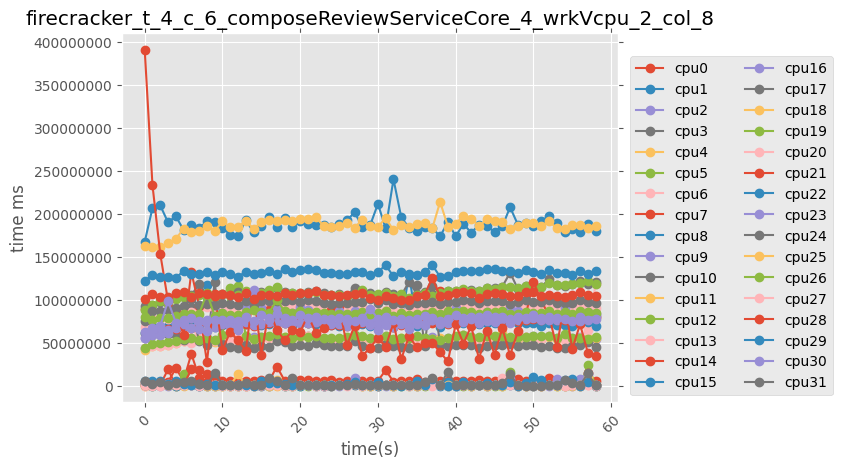 firecracker_t_4_c_6_composeReviewServiceCore_4_wrkVcpu_2_col_8
time ms
400000000
350000000
300000000
250000000
200000000
150000000
100000000
50000000
0
0
10
20
30
40
50
60
time(s)
cpu0
cpu1
cpu2
cpu3
cpu4
cpu5
cpu6
cpu7
cpu8
cpu9
cpu10
cpu11
cpu12
cpu13
cpu14
cpu15
cpu16
cpu17
cpu18
cpu19
cpu20
cpu21
cpu22
cpu23
cpu24
cpu25
cpu26
cpu27
cpu28
cpu29
cpu30
cpu31